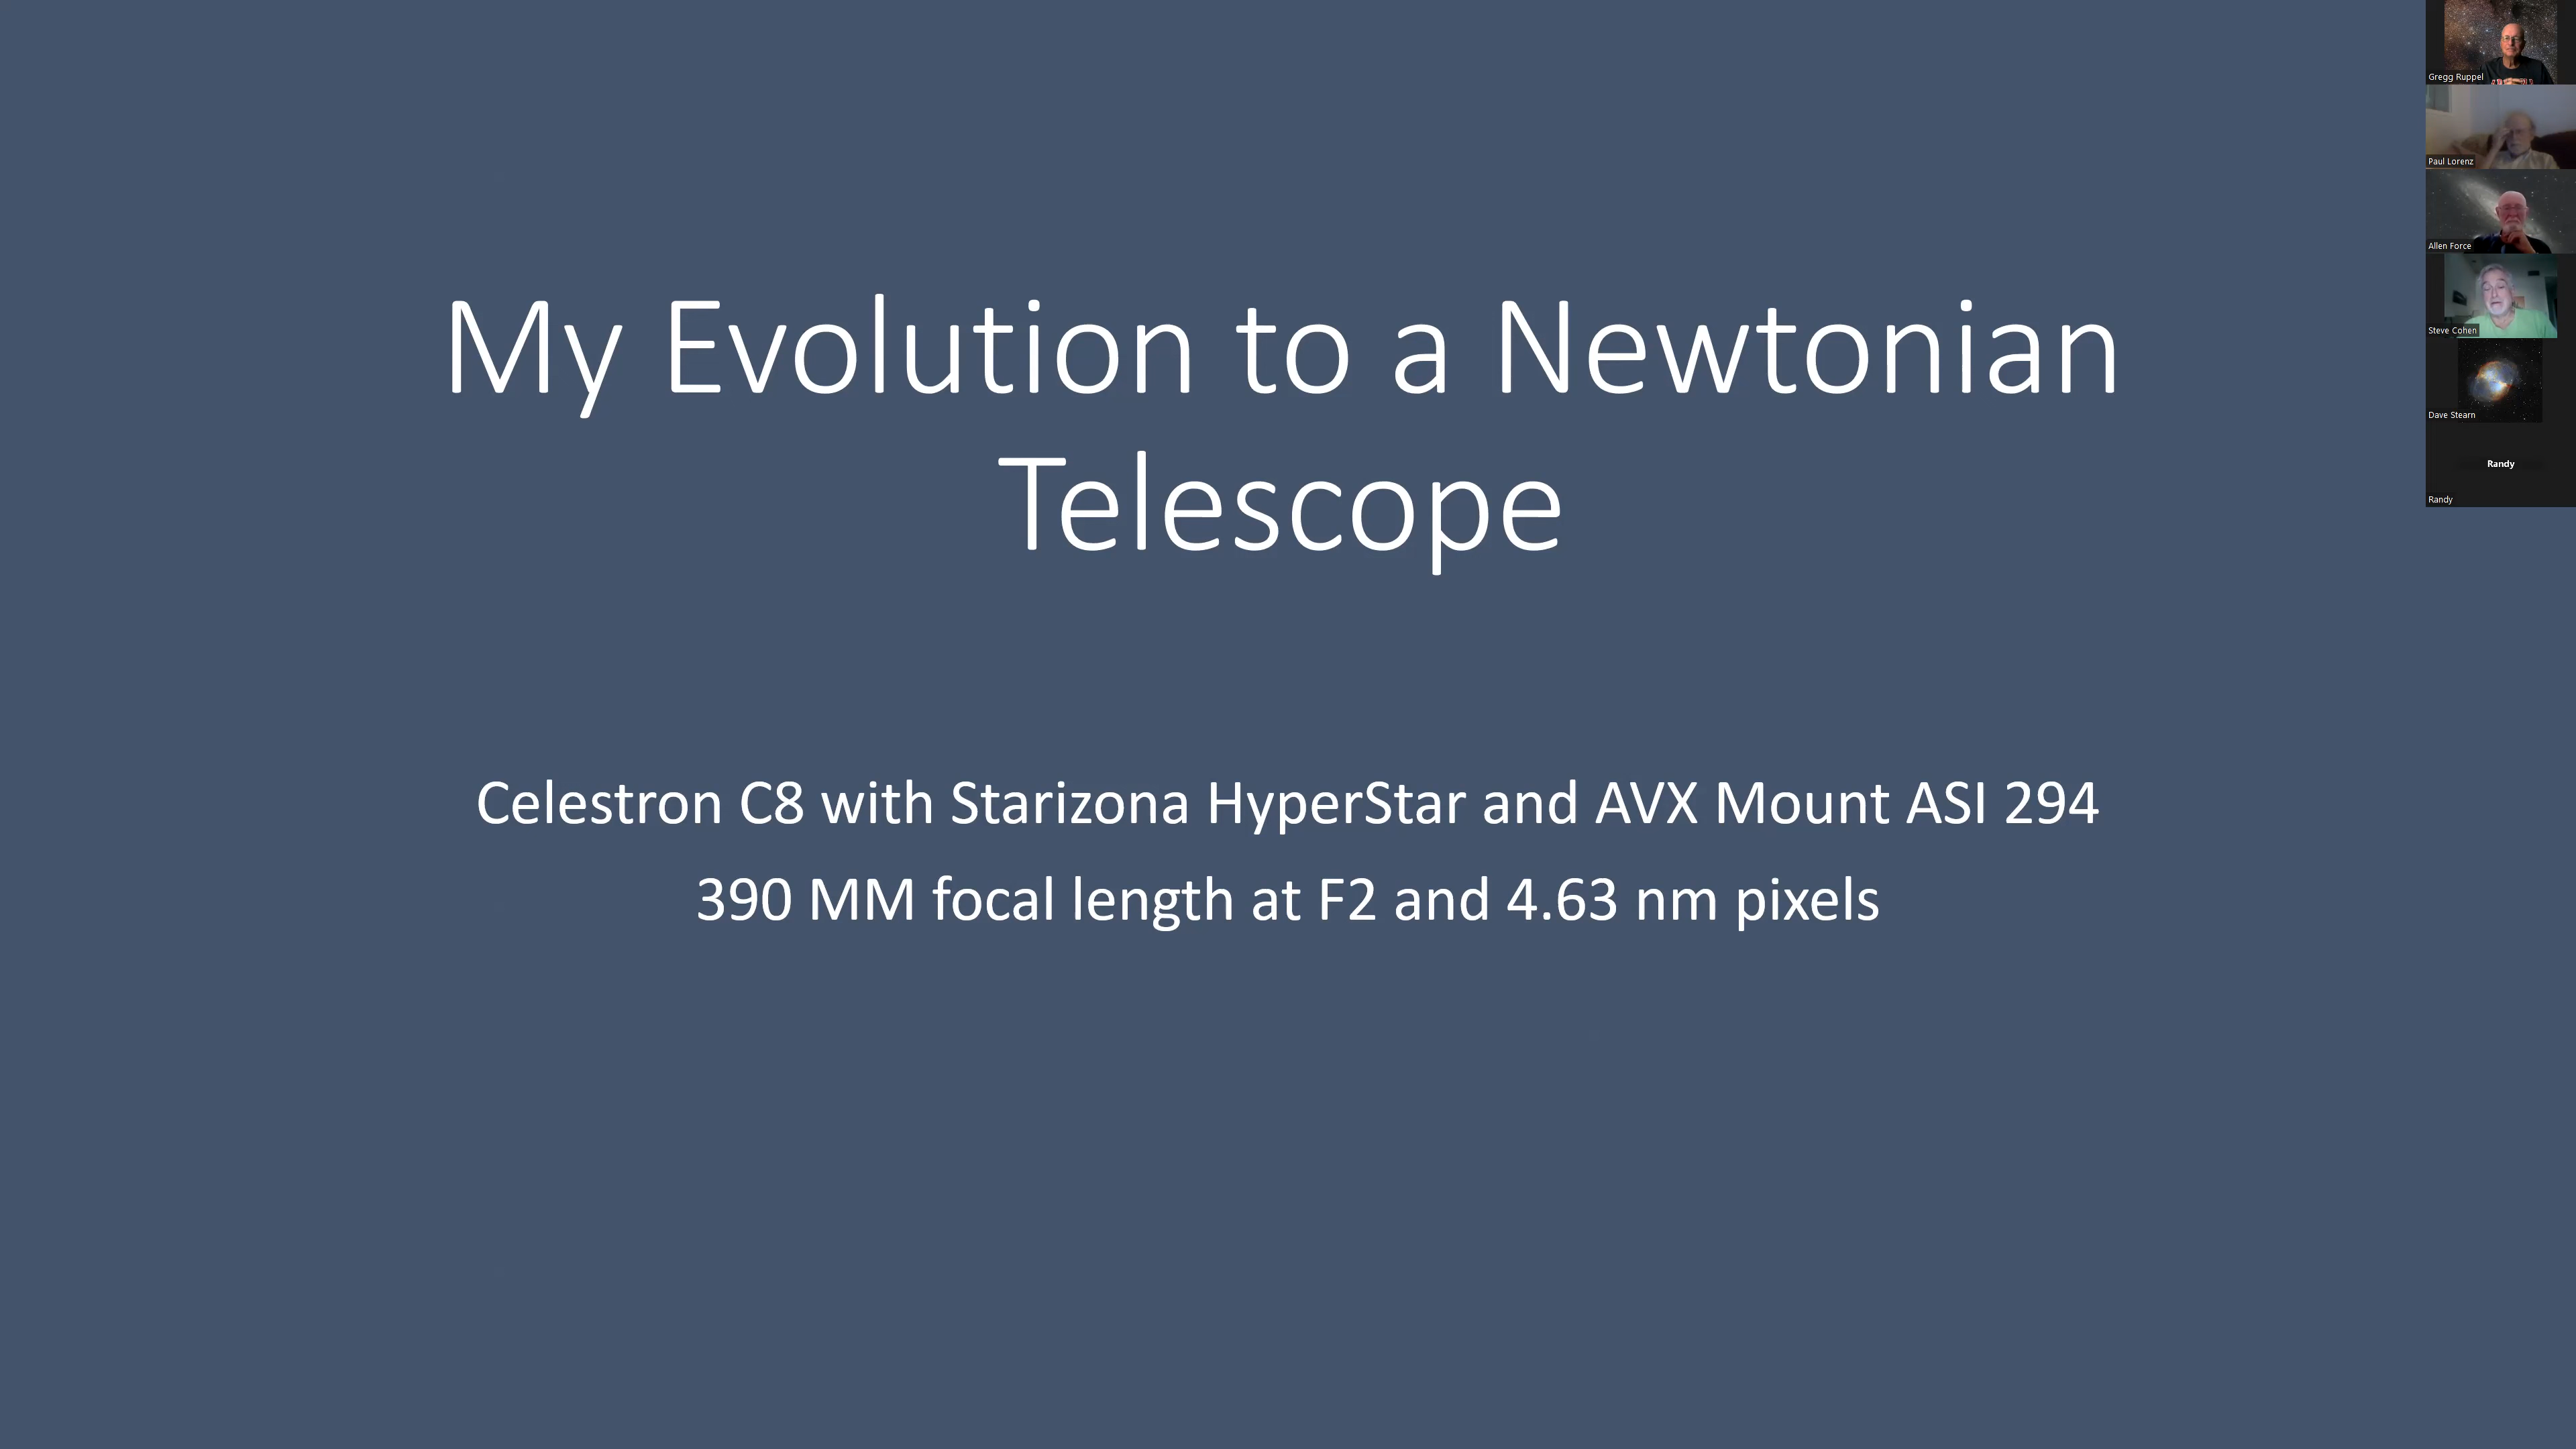 My Evolution to a Newtonian
Telescope
Celestron C8 with Starizona HyperStar and AVX Mount ASI 294
390 MM focal length at F2 and 4.63 nm pixels
Gregg Ruppel
Paul Lorenz
Allen Force
Steve Cohen
Dave Stearn
Randy
Randy